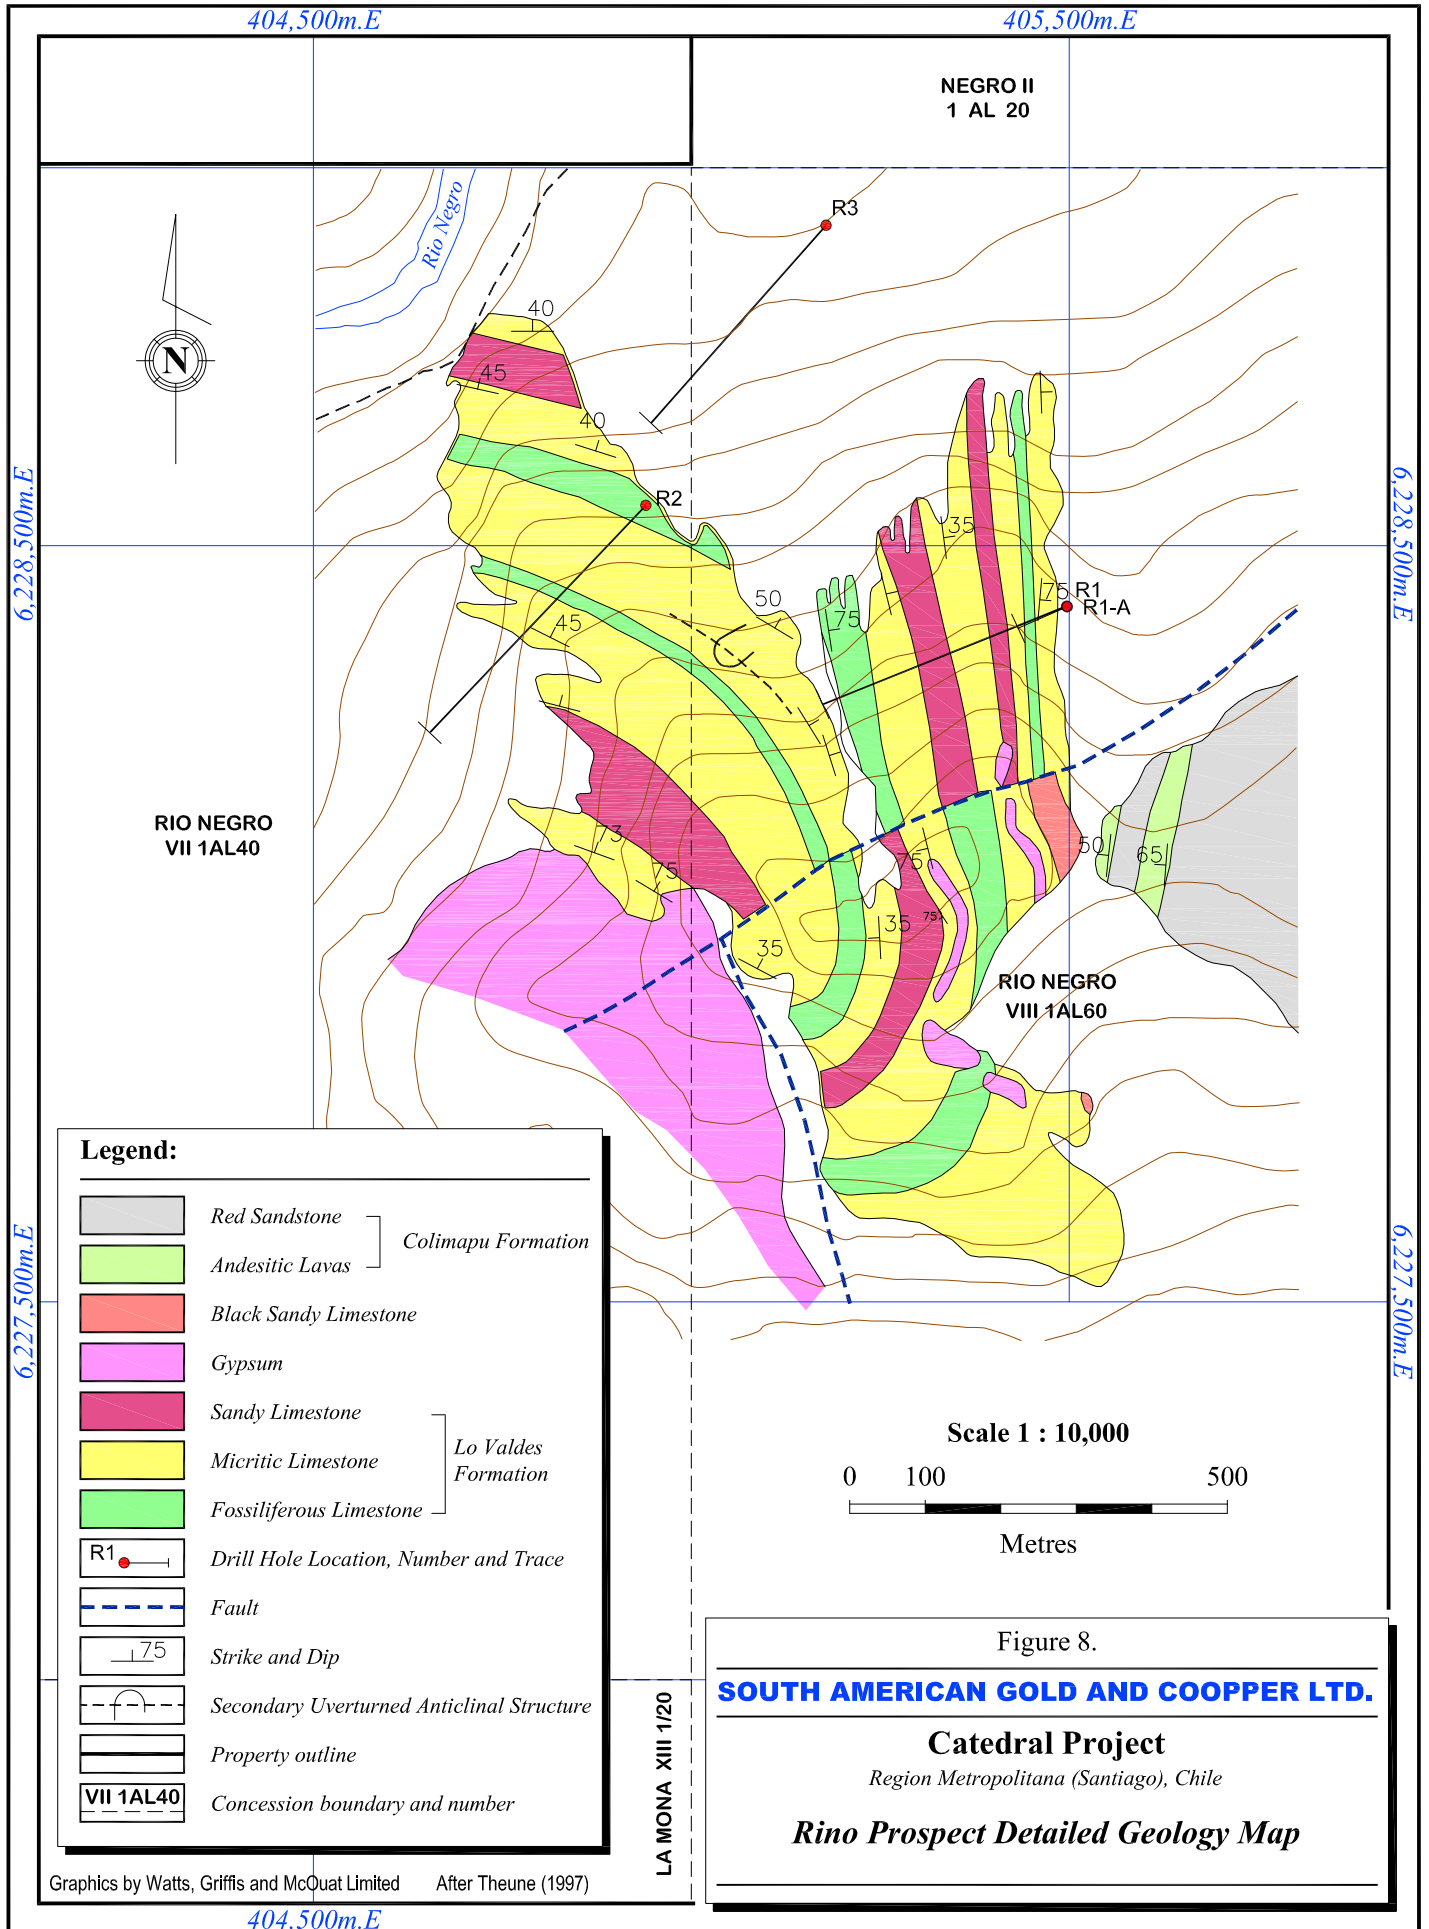 404,500m.E
405,500m.E
NEGRO II
1 AL 20
Rio Negro
R3
40
45
40
R2
35
75
R1
R1-A
50
75
45
6,228,500m.E
6,228,500m.E
N
RIO NEGRO
VII 1AL40
73
75
75
50
65
75
35
35
RIO NEGRO
VIII 1AL60
6,227,500m.E
6,227,500m.E
Legend:
Red Sandstone
Andesitic Lavas
Colimapu Formation
Black Sandy Limestone
Gypsum
Sandy Limestone
Micritic Limestone
Fossiliferous Limestone
Lo Valdes
Formation
R1
Drill Hole Location, Number and Trace
Fault
75
Strike and Dip
Secondary Uverturned Anticlinal Structure
Property outline
VII 1AL40
Concession boundary and number
Scale 1 : 10,000
0 100 500
Metres
LA MONA XIII 1/20
Figure 8.
SOUTH AMERICAN GOLD AND COOPPER LTD.
Catedral Project
Region Metropolitana (Santiago), Chile
Rino Prospect Detailed Geology Map
Graphics by Watts, Griffis and McOuat Limited After Theune (1997)
404,500m.E